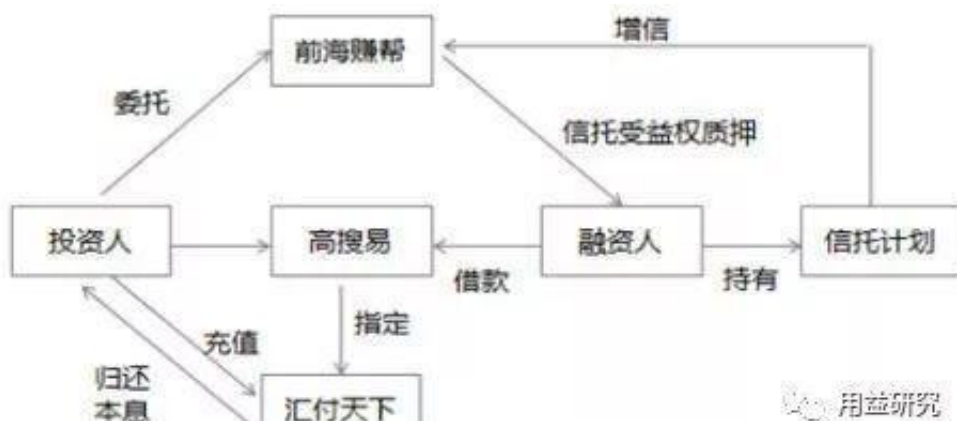 增信
前海赚帮
委托
信托受益权质押
投资人
高搜易
融资人
信托计划
借款
持有
指定
充值
归还
本息
汇付天下
用益研究